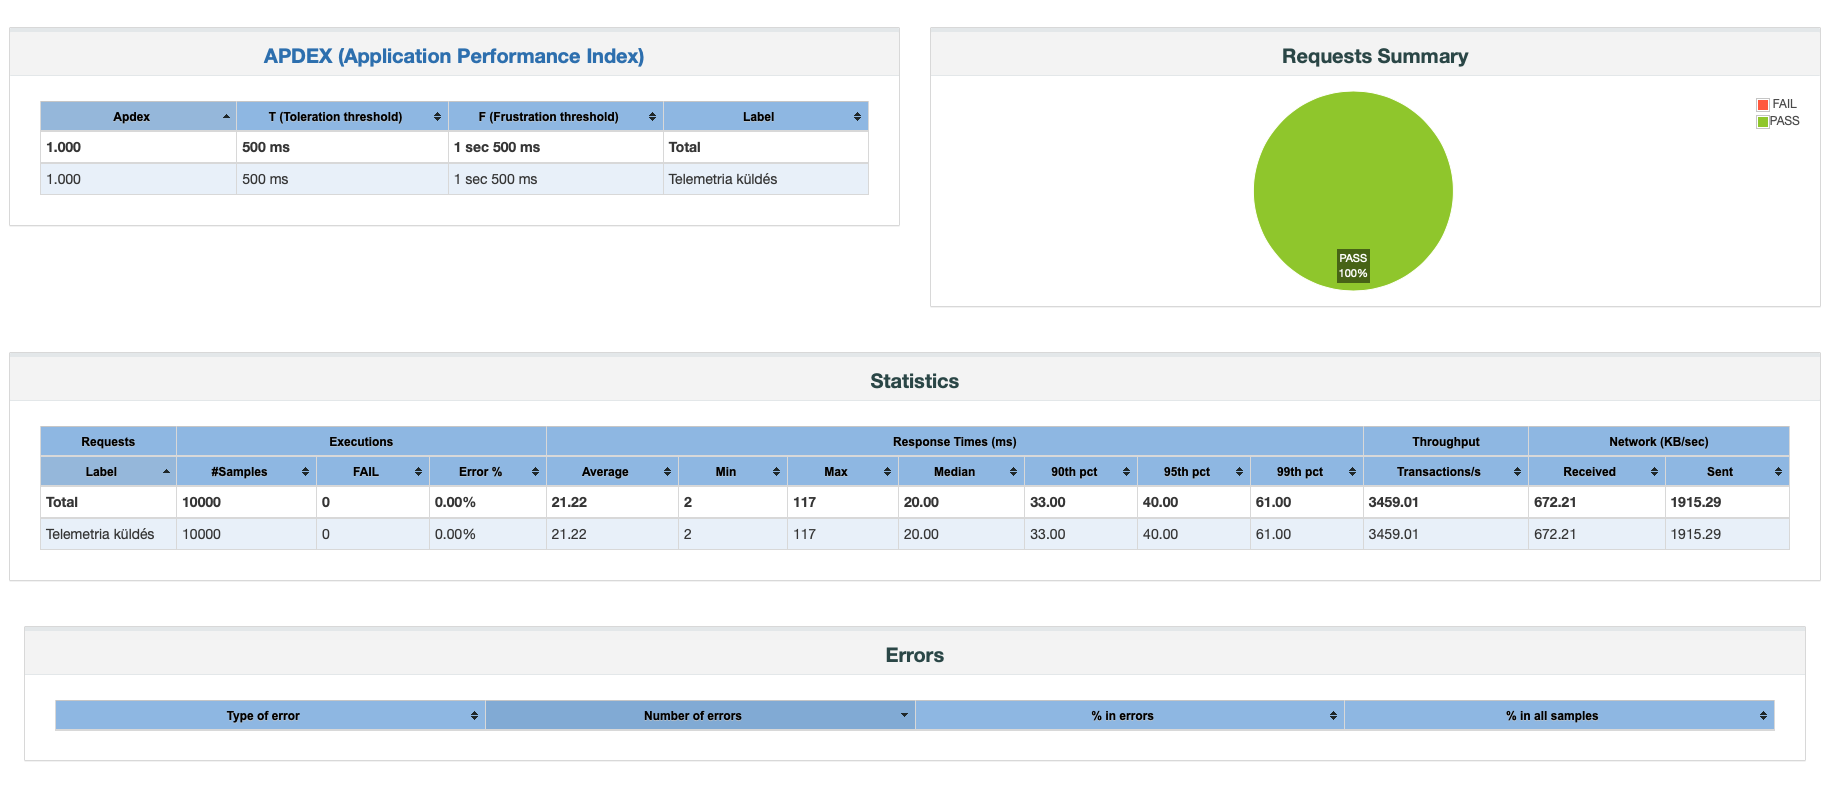 APDEX (Application Performance Index)
Apdex T (Toleration threshold) F (Frustration threshold) Label
1.000 500 ms 1 sec 500 ms Total
1.000 500 ms 1 sec 500 ms Telemetria küldés
Requests Summary
FAIL
PASS
PASS
100%
Statistics
Requests Executions Response Times (ms) Throughput Network (KB/sec)
Label #Samples FAIL Error % Average Min Max Median 90th pct 95th pct 99th pct Transactions/s Received Sent
Total 10000 0 0.00% 21.22 2 117 20.00 33.00 40.00 61.00 3459.01 672.21 1915.29
Telemetria küldés 10000 0 0.00% 21.22 2 117 20.00 33.00 40.00 61.00 3459.01 672.21 1915.29
Errors
Type of error Number of errors % in errors % in all samples